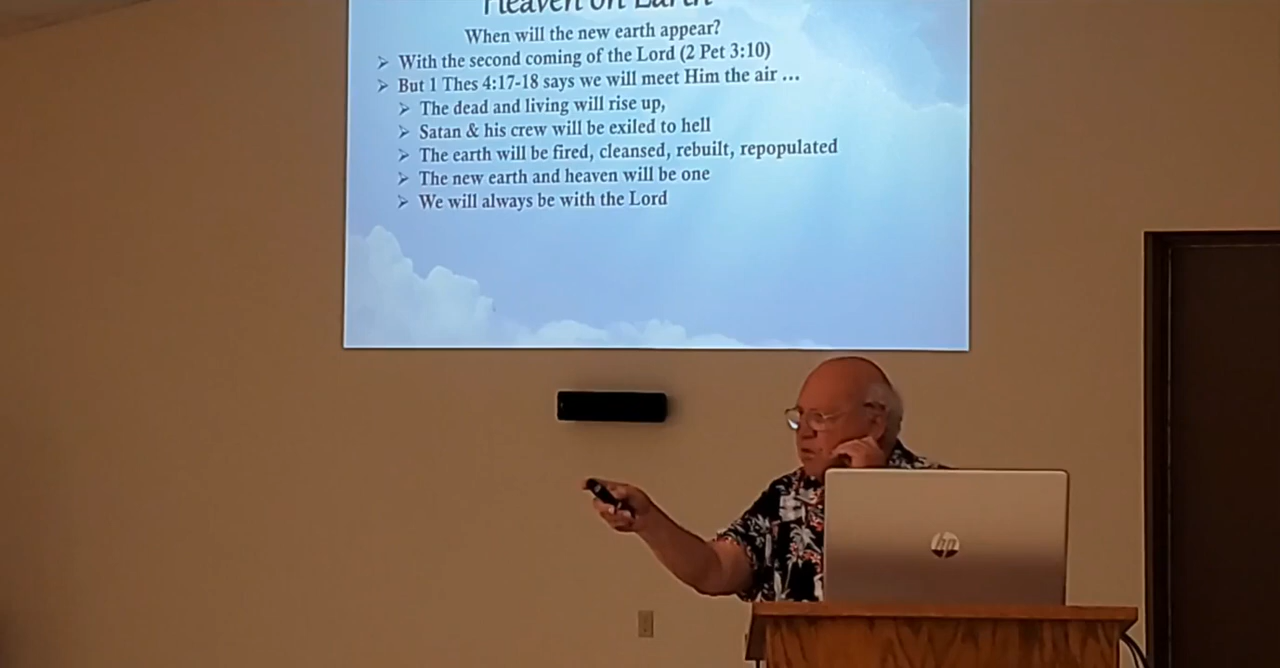 Heaven on Earth
When will the new earth appear?
➢ With the second coming of the Lord (2 Pet 3:10)
➢ But 1 Thes 4:17-18 says we will meet Him the air ...
➢ The dead and living will rise up,
➢ Satan & his crew will be exiled to hell
➢ The earth will be fired, cleansed, rebuilt, repopulated
➢ The new earth and heaven will be one
➢ We will always be with the Lord
hp